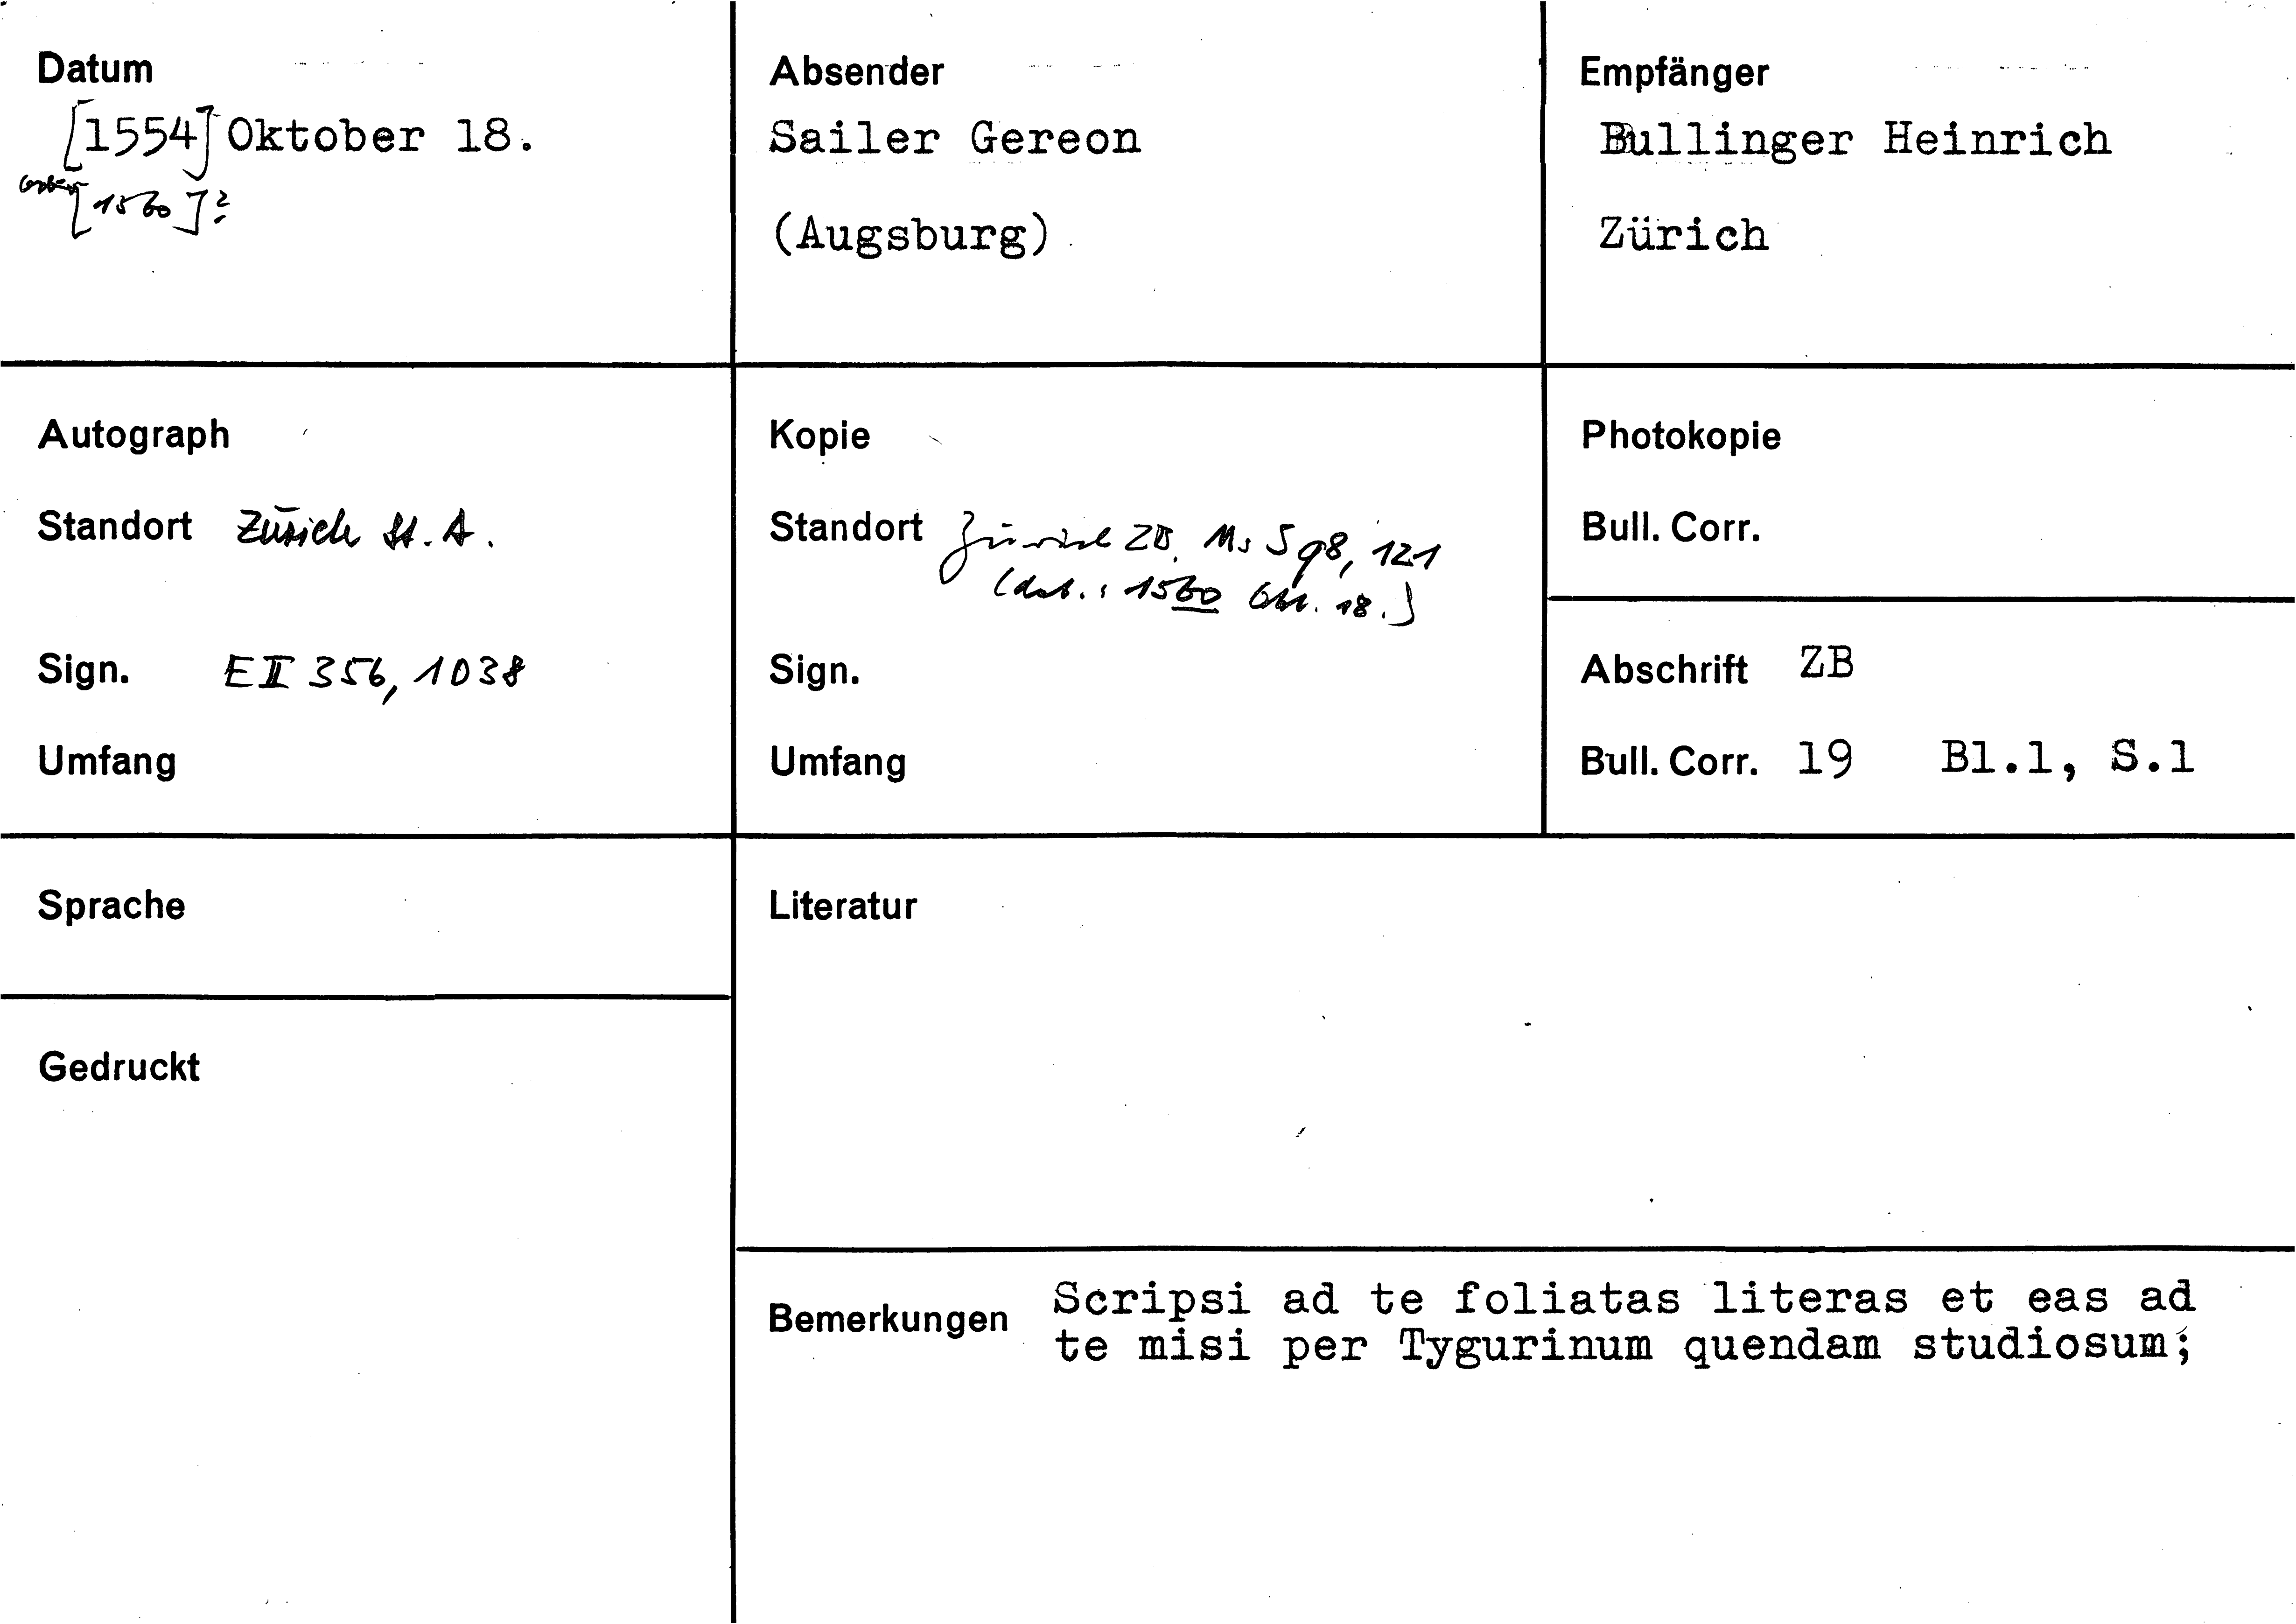 Datum
[1554] Oktober 18.
[1560]?
Absender
Sailer Gereon
(Augsburg)
Empfänger
Bullinger Heinrich
Zürich
Autograph
Standort Zürich St. A.
Sign. E II 356, 1038
Umfang
Kopie
Standort Zürich ZB. Ms S 98, 121
(dat.: 1560 Okt. 18.)
Sign.
Umfang
Photokopie
Bull. Corr.
Abschrift ZB
Bull. Corr. 19 Bl.1, S.1
Sprache
Gedruckt
Literatur
Bemerkungen Scripsi ad te foliatas literas et eas ad
te misi per Tygurinum quendam studiosum;